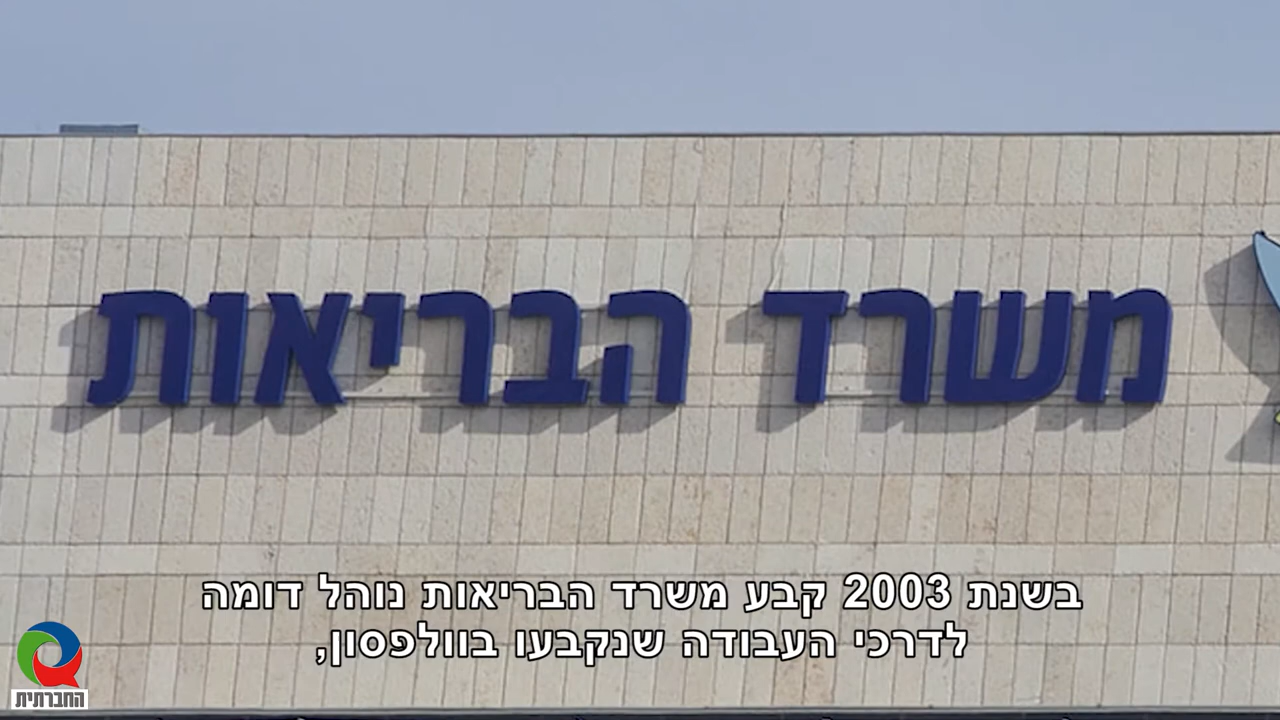 משרד הבריאות
בשנת 2003 קבע משרד הבריאות נוהל דומה
לדרכי העבודה שנקבעו בוולפסון,
החברתית